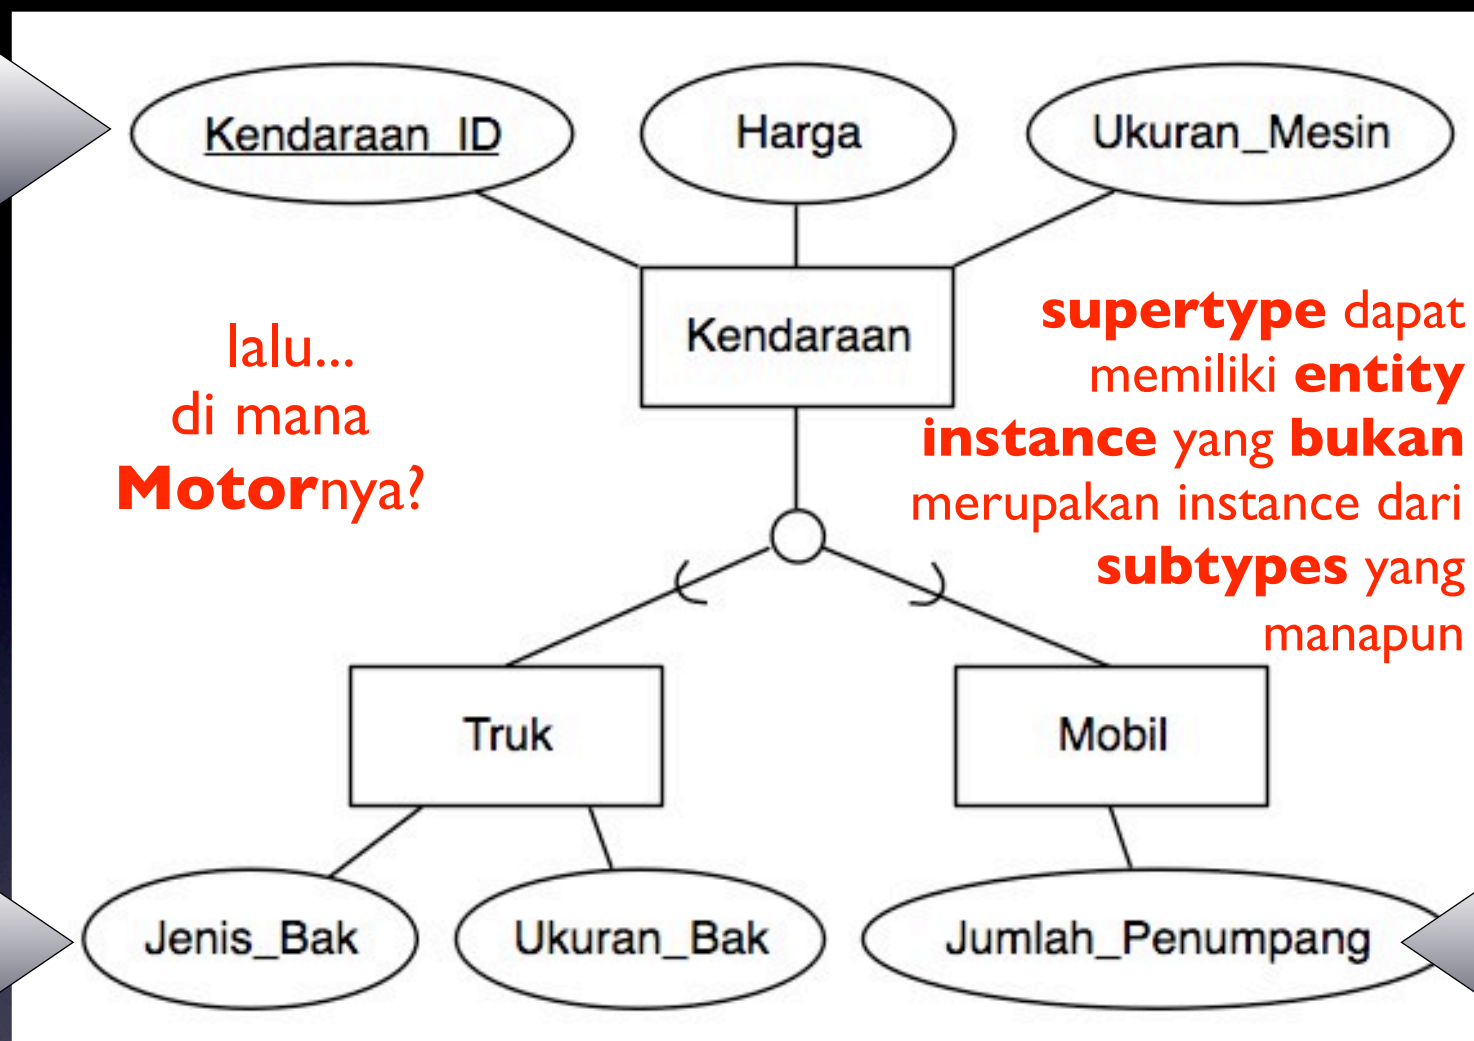 Kendaraan_ID
Harga
Ukuran_Mesin
Kendaraan
lalu...
di mana
Motornya?
supertype dapat
memiliki entity
instance yang bukan
merupakan instance dari
subtypes yang
manapun
Truk
Mobil
Jenis_Bak
Ukuran_Bak
Jumlah_Penumpang